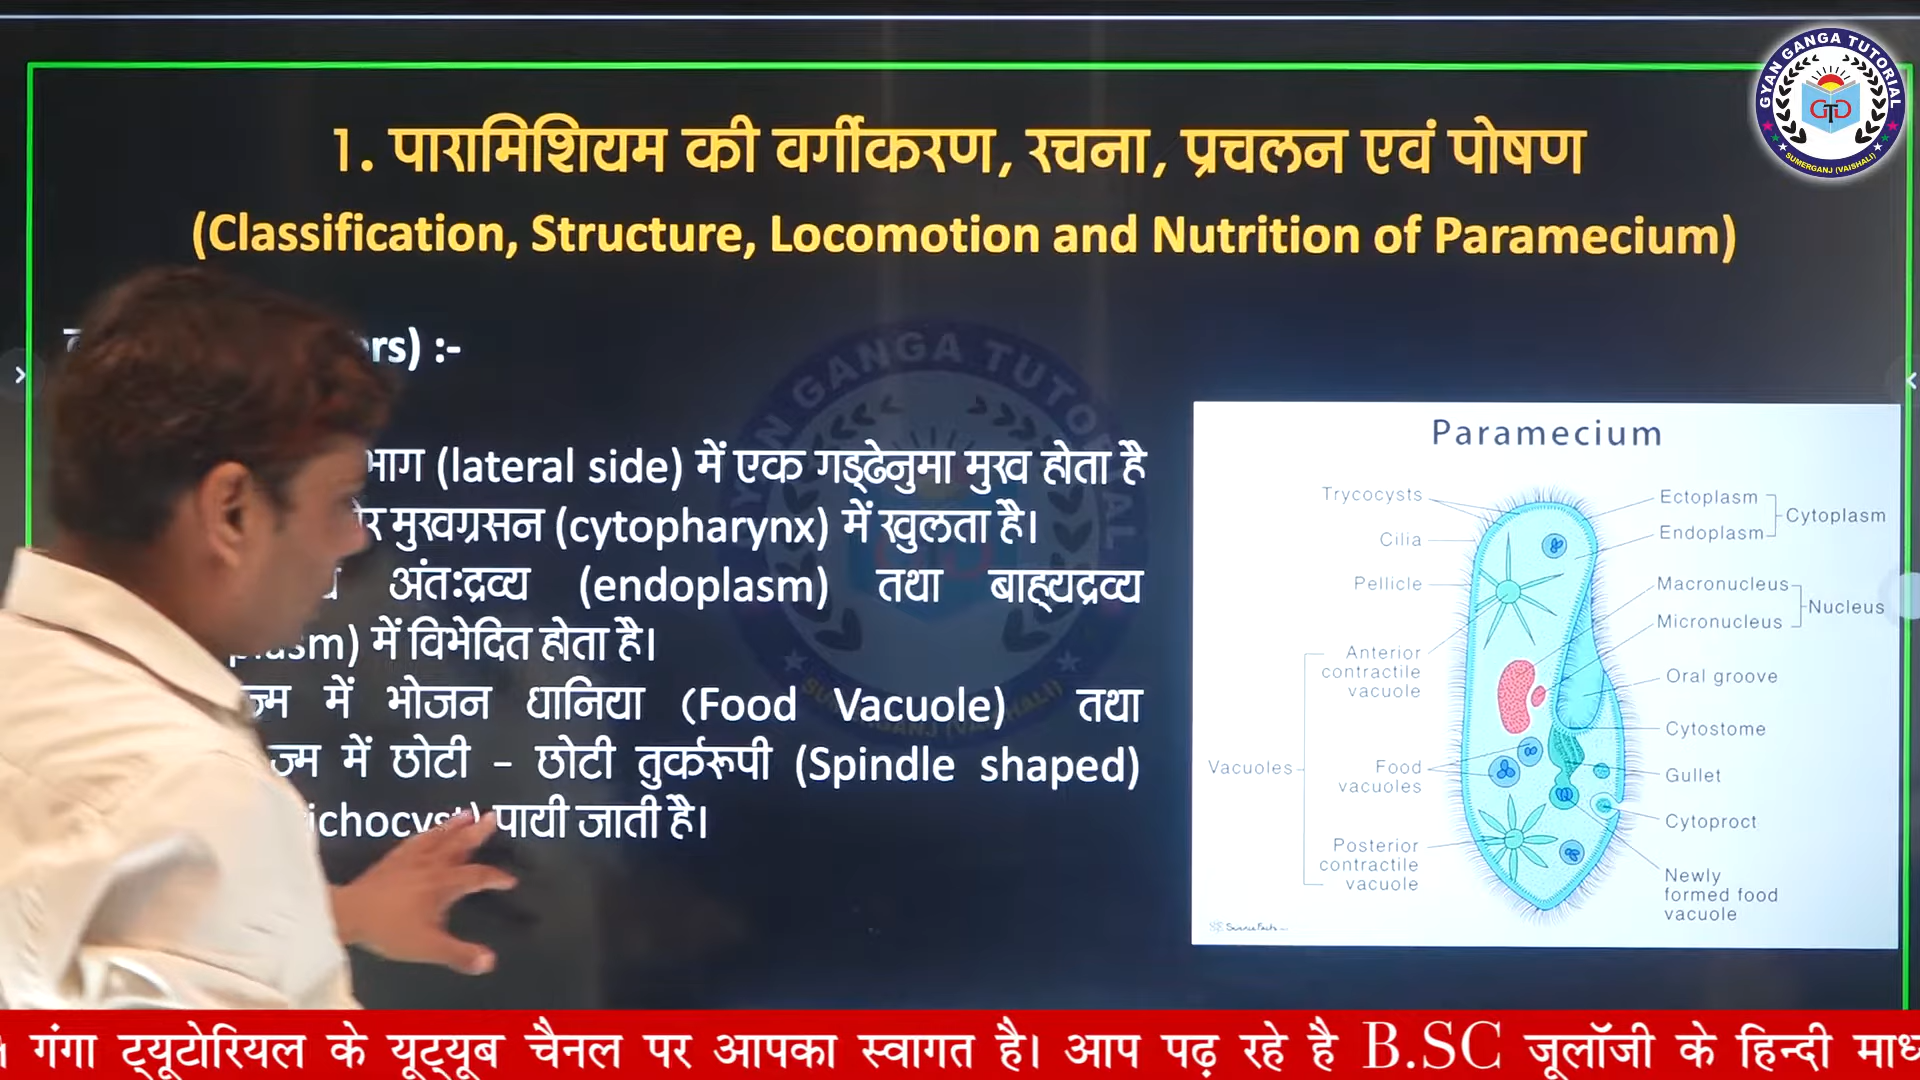 1. पारामिशियम की वर्गीकरण, रचना, प्रचलन एवं पोषण
(Classification, Structure, Locomotion and Nutrition of Paramecium)
rs) :-
भाग (lateral side) में एक गड्ढेनुमा मुख होता है
मुखग्रसन (cytopharynx) में खुलता है।
अंतःद्रव्य (endoplasm) तथा बाह्यद्रव्य
में विभेदित होता है।
में भोजन धानिया (Food Vacuole) तथा
में छोटी – छोटी तुर्करूपी (Spindle shaped)
पायी जाती है।
Paramecium
Trycocysts
Cilia
Pellicle
Anterior
contractile
vacuole
Vacuoles
Food
vacuoles
Posterior
contractile
vacuole
Ectoplasm
Endoplasm
Cytoplasm
Macronucleus
Micronucleus
Nucleus
Oral groove
Cytostome
Gullet
Cytoproct
Newly
formed food
vacuole
GYAN GANGA TUTORIAL
GTD
SUMERGANJ (VAISHALI)
गंगा ट्यूटोरियल के यूट्यूब चैनल पर आपका स्वागत है। आप पढ़ रहे है B.SC जूलॉजी के हिन्दी माध